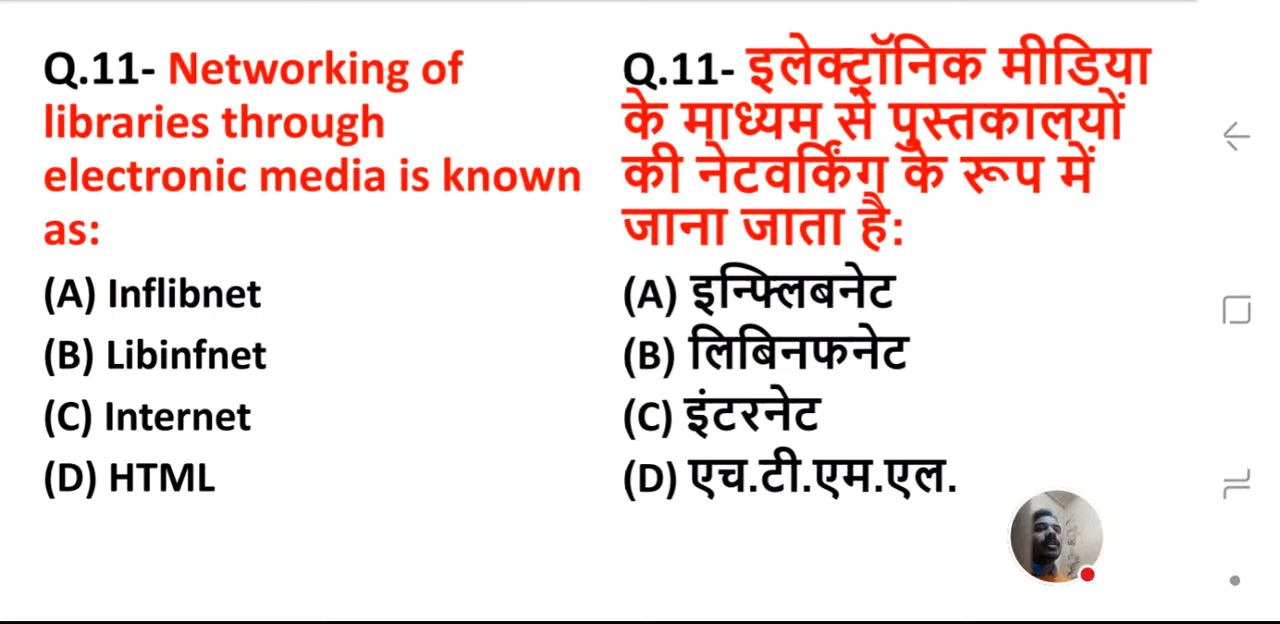 Q.11- Networking of
libraries through
electronic media is known
as:
(A) Inflibnet
(B) Libinfnet
(C) Internet
(D) HTML
Q.11- इलेक्ट्रॉनिक मीडिया
के माध्यम से पुस्तकालयों
की नेटवर्किंग के रूप में
जाना जाता है:
(A) इन्फ्लिबनेट
(B) लिबिनफनेट
(C) इंटरनेट
(D) एच.टी.एम.एल.